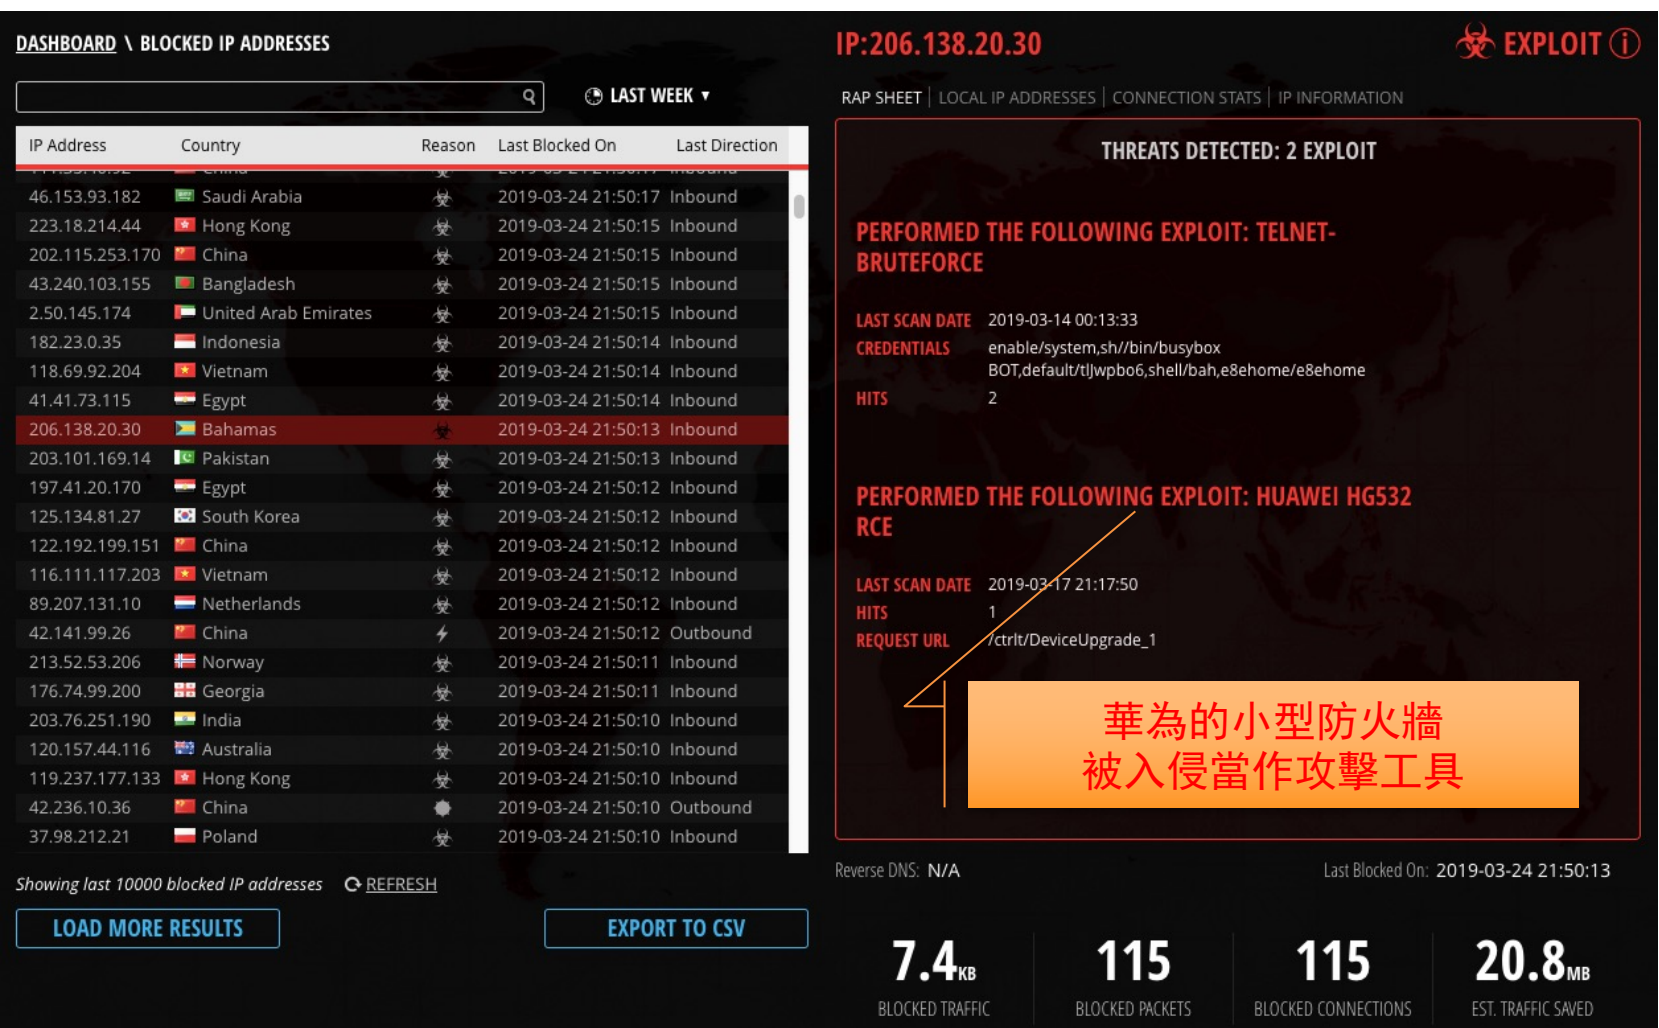 DASHBOARD \ BLOCKED IP ADDRESSES
LAST WEEK ▾
IP Address Country Reason Last Blocked On Last Direction
46.153.93.182 Saudi Arabia 2019-03-24 21:50:17 Inbound
223.18.214.44 Hong Kong 2019-03-24 21:50:15 Inbound
202.115.253.170 China 2019-03-24 21:50:15 Inbound
43.240.103.155 Bangladesh 2019-03-24 21:50:15 Inbound
2.50.145.174 United Arab Emirates 2019-03-24 21:50:15 Inbound
182.23.0.35 Indonesia 2019-03-24 21:50:14 Inbound
118.69.92.204 Vietnam 2019-03-24 21:50:14 Inbound
41.41.73.115 Egypt 2019-03-24 21:50:14 Inbound
206.138.20.30 Bahamas 2019-03-24 21:50:13 Inbound
203.101.169.14 Pakistan 2019-03-24 21:50:13 Inbound
197.41.20.170 Egypt 2019-03-24 21:50:12 Inbound
125.134.81.27 South Korea 2019-03-24 21:50:12 Inbound
122.192.199.151 China 2019-03-24 21:50:12 Inbound
116.111.117.203 Vietnam 2019-03-24 21:50:12 Inbound
89.207.131.10 Netherlands 2019-03-24 21:50:12 Inbound
42.141.99.26 China 2019-03-24 21:50:12 Outbound
213.52.53.206 Norway 2019-03-24 21:50:11 Inbound
176.74.99.200 Georgia 2019-03-24 21:50:11 Inbound
203.76.251.190 India 2019-03-24 21:50:10 Inbound
120.157.44.116 Australia 2019-03-24 21:50:10 Inbound
119.237.177.133 Hong Kong 2019-03-24 21:50:10 Inbound
42.236.10.36 China 2019-03-24 21:50:10 Outbound
37.98.212.21 Poland 2019-03-24 21:50:10 Inbound
Showing last 10000 blocked IP addresses REFRESH
LOAD MORE RESULTS EXPORT TO CSV
IP:206.138.20.30 EXPLOIT
RAP SHEET | LOCAL IP ADDRESSES | CONNECTION STATS | IP INFORMATION
THREATS DETECTED: 2 EXPLOIT
PERFORMED THE FOLLOWING EXPLOIT: TELNET-
BRUTEFORCE
LAST SCAN DATE 2019-03-14 00:13:33
CREDENTIALS enable/system,sh//bin/busybox
BOT,default/tlJwpbo6,shell/bah,e8ehome/e8ehome
HITS 2
PERFORMED THE FOLLOWING EXPLOIT: HUAWEI HG532
RCE
LAST SCAN DATE 2019-03-17 21:17:50
HITS 1
REQUEST URL /ctrlt/DeviceUpgrade_1
華為的小型防火牆
被入侵當作攻擊工具
Reverse DNS: N/A Last Blocked On: 2019-03-24 21:50:13
7.4KB 115 115 20.8MB
BLOCKED TRAFFIC BLOCKED PACKETS BLOCKED CONNECTIONS EST. TRAFFIC SAVED